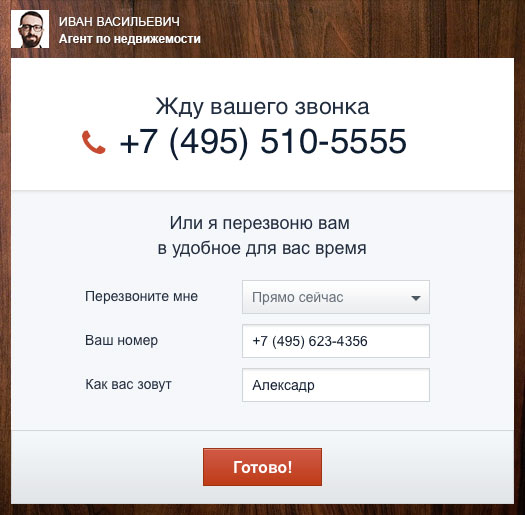 ИВАН ВАСИЛЬЕВИЧ
Агент по недвижемости
Жду вашего звонка
+7 (495) 510-5555
Или я перезвоню вам
в удобное для вас время
Перезвоните мне
Прямо сейчас
Ваш номер
+7 (495) 623-4356
Как вас зовут
Алексадр
Готово!